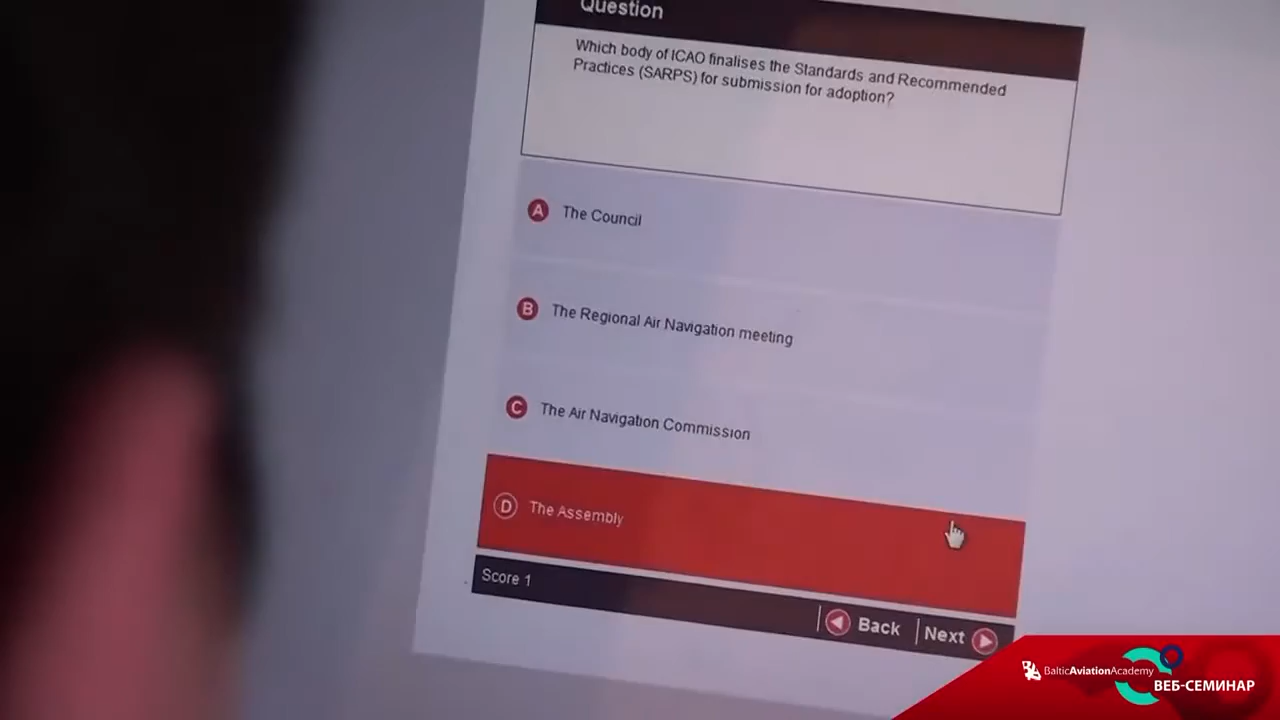 Question
Which body of ICAO finalises the Standards and Recommended
Practices (SARPS) for submission for adoption?
A The Council
B The Regional Air Navigation meeting
C The Air Navigation Commission
D The Assembly
Score 1
Back Next
BalticAviationAcademy
ВЕБ-СЕМИНАР